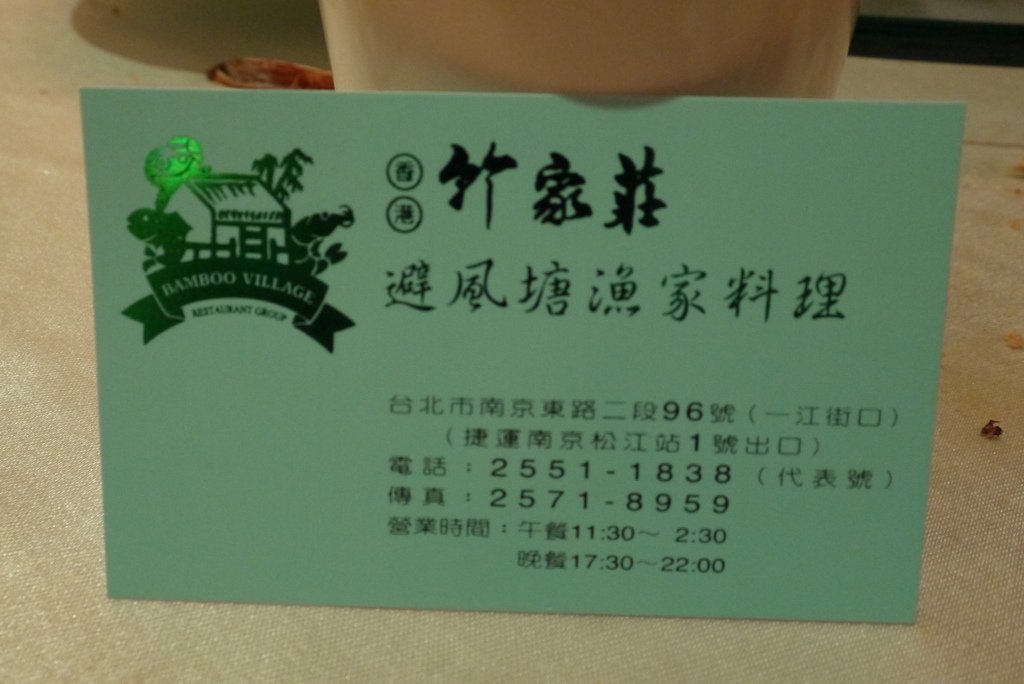 BAMBOO VILLAGE
RESTAURANT GROUP
香港 竹家莊
避風塘漁家料理
台北市南京東路二段96號（一江街口）
（捷運南京松江站1號出口）
電話：2551-1838（代表號）
傳真：2571-8959
營業時間：午餐11:30～ 2:30
晚餐17:30～22:00